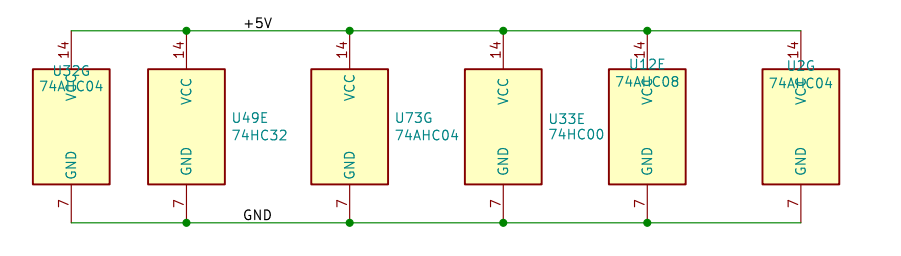 +5V
14
14
14
14
14
14
U32G
74AHC04
VCC
GND
7
VCC
GND
7
U49E
74HC32
VCC
GND
7
U73G
74AHC04
VCC
GND
7
U33E
74HC00
U12E
74AHC08
VCC
GND
7
U2G
74AHC04
VCC
GND
7
GND